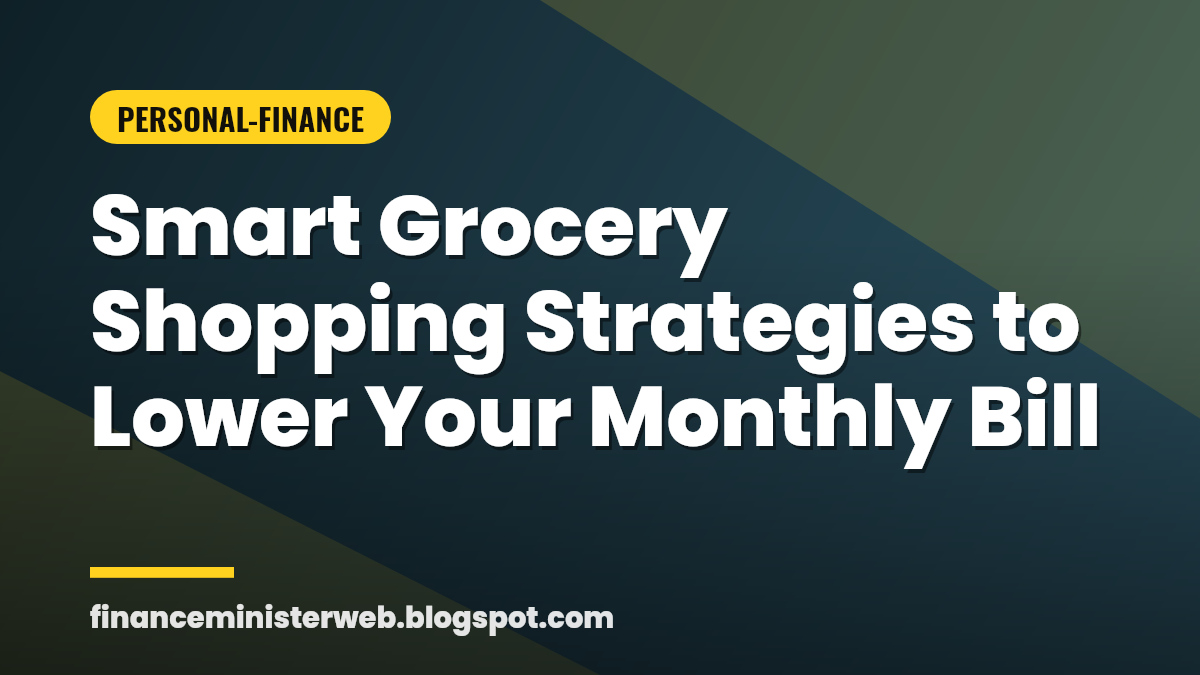 PERSONAL-FINANCE
Smart Grocery
Shopping Strategies to
Lower Your Monthly Bill
financeministerweb.blogspot.com